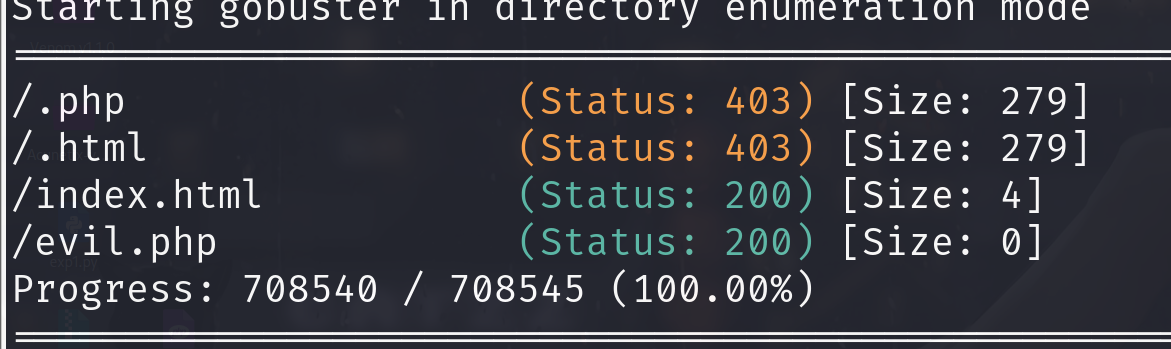 Starting gobuster in directory enumeration mode
/.php (Status: 403) [Size: 279]
/.html (Status: 403) [Size: 279]
/index.html (Status: 200) [Size: 4]
/evil.php (Status: 200) [Size: 0]
Progress: 708540 / 708545 (100.00%)